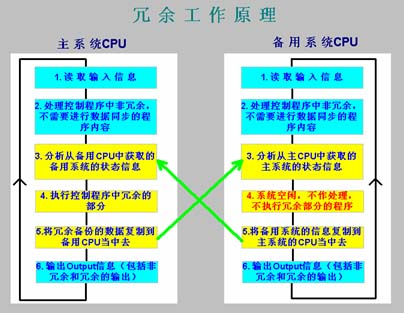 冗余工作原理
主系统CPU
1.读取输入信息
2.处理控制程序中非冗余，
不需要进行数据同步的程
序内容
3.分析从备用CPU中获取的
备用系统的状态信息
4.执行控制程序中冗余的
部分
5.将冗余备份的数据复制到
备用CPU当中去
6.输出Output信息（包括非
冗余和冗余的输出）
备用系统CPU
1.读取输入信息
2.处理控制程序中非冗余，
不需要进行数据同步的程
序内容
3.分析从主CPU中获取的
主系统的状态信息
4.系统空闲，不作处理，
不执行冗余部分的程序
5.将备用系统的信息复制到
主系统的CPU当中去
6.输出Output信息（包括非
冗余和冗余的输出）